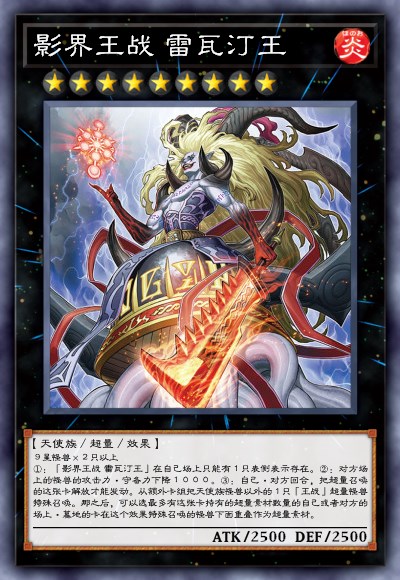 影界王战 雷瓦汀王
ほのお
炎
【天使族／超量／效果】
９星怪兽×２只以上
①：「影界王战 雷瓦汀王」在自己场上只能有１只表侧表示存在。②：对方场
上的怪兽的攻击力·守备力下降１０００。③：自己·对方回合，把超量召唤
的这张卡解放才能发动。从额外卡组把天使族怪兽以外的１只「王战」超量怪兽
特殊召唤。那之后，可以选最多有这张卡持有的超量素材数量的自己或者对方的
场上·墓地的卡在这个效果特殊召唤的怪兽下面重叠作为超量素材。
ATK/2500 DEF/2500